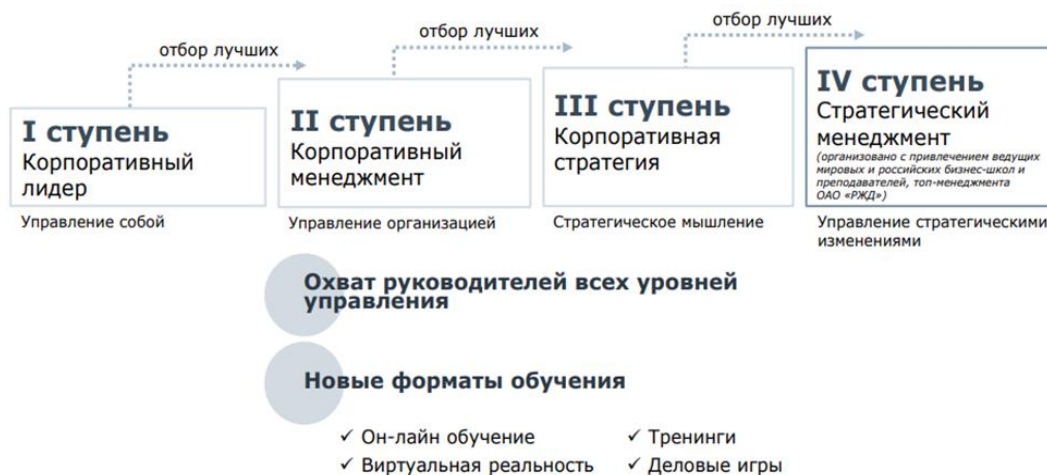 отбор лучших
отбор лучших
отбор лучших
I ступень
Корпоративный
лидер
Управление собой
II ступень
Корпоративный
менеджмент
Управление организацией
III ступень
Корпоративная
стратегия
Стратегическое мышление
IV ступень
Стратегический
менеджмент
(организовано с привлечением ведущих
мировых и российских бизнес-школ и
преподавателей, топ-менеджмента
ОАО «РЖД»)
Управление стратегическими
изменениями
Охват руководителей всех уровней
управления
Новые форматы обучения
✓ Он-лайн обучение
✓ Виртуальная реальность
✓ Тренинги
✓ Деловые игры